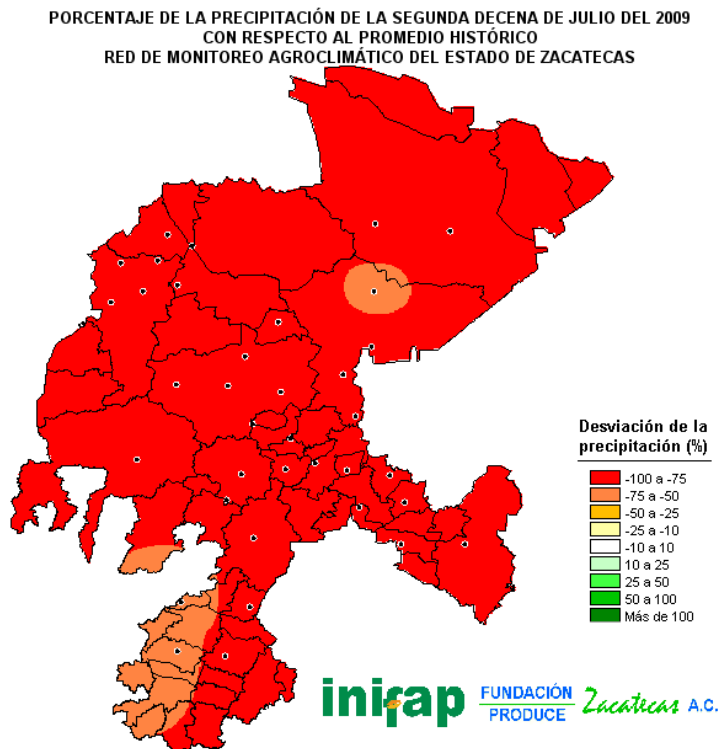 PORCENTAJE DE LA PRECIPITACIÓN DE LA SEGUNDA DECENA DE JULIO DEL 2009
CON RESPECTO AL PROMEDIO HISTÓRICO
RED DE MONITOREO AGROCLIMÁTICO DEL ESTADO DE ZACATECAS
Desviación de la
precipitación (%)
-100 a -75
-75 a -50
-50 a -25
-25 a -10
-10 a 10
10 a 25
25 a 50
50 a 100
Más de 100
inifap
FUNDACIÓN
PRODUCE
Zacatecas A.C.